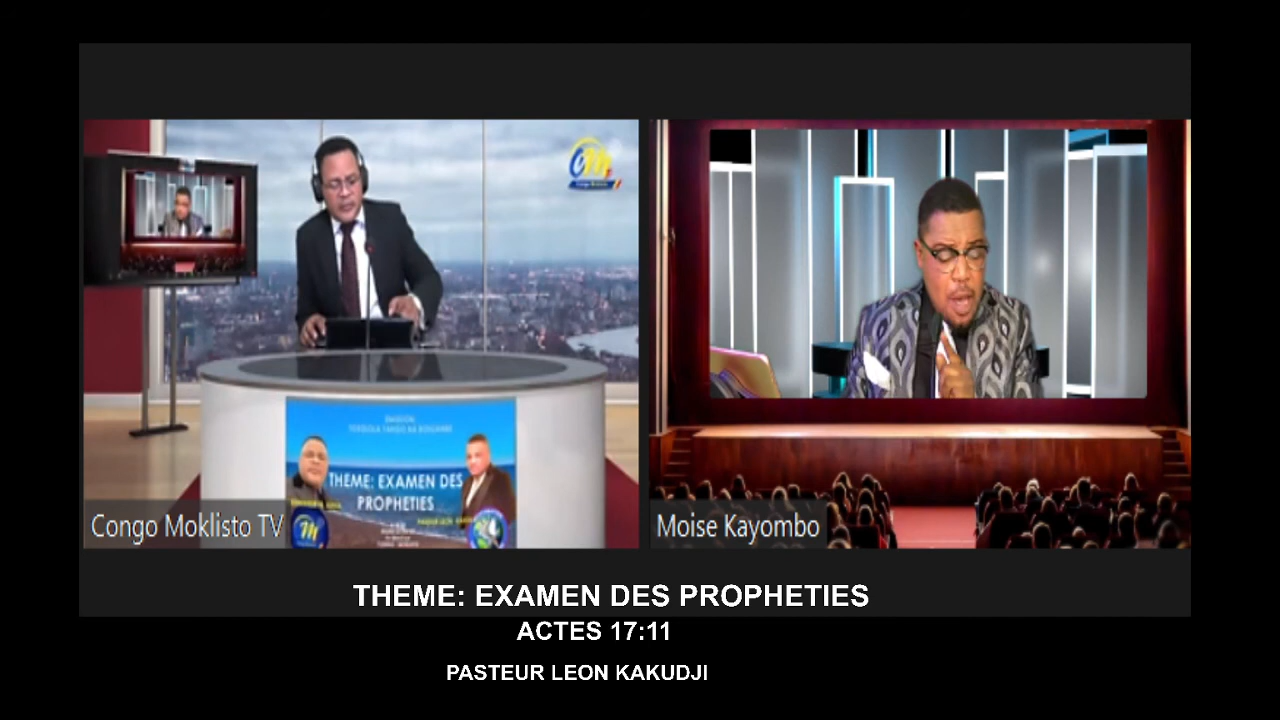 THEME: EXAMEN DES
PROPHETIES
Congo Moklisto TV
Moise Kayombo
THEME: EXAMEN DES PROPHETIES
ACTES 17:11
PASTEUR LEON KAKUDJI